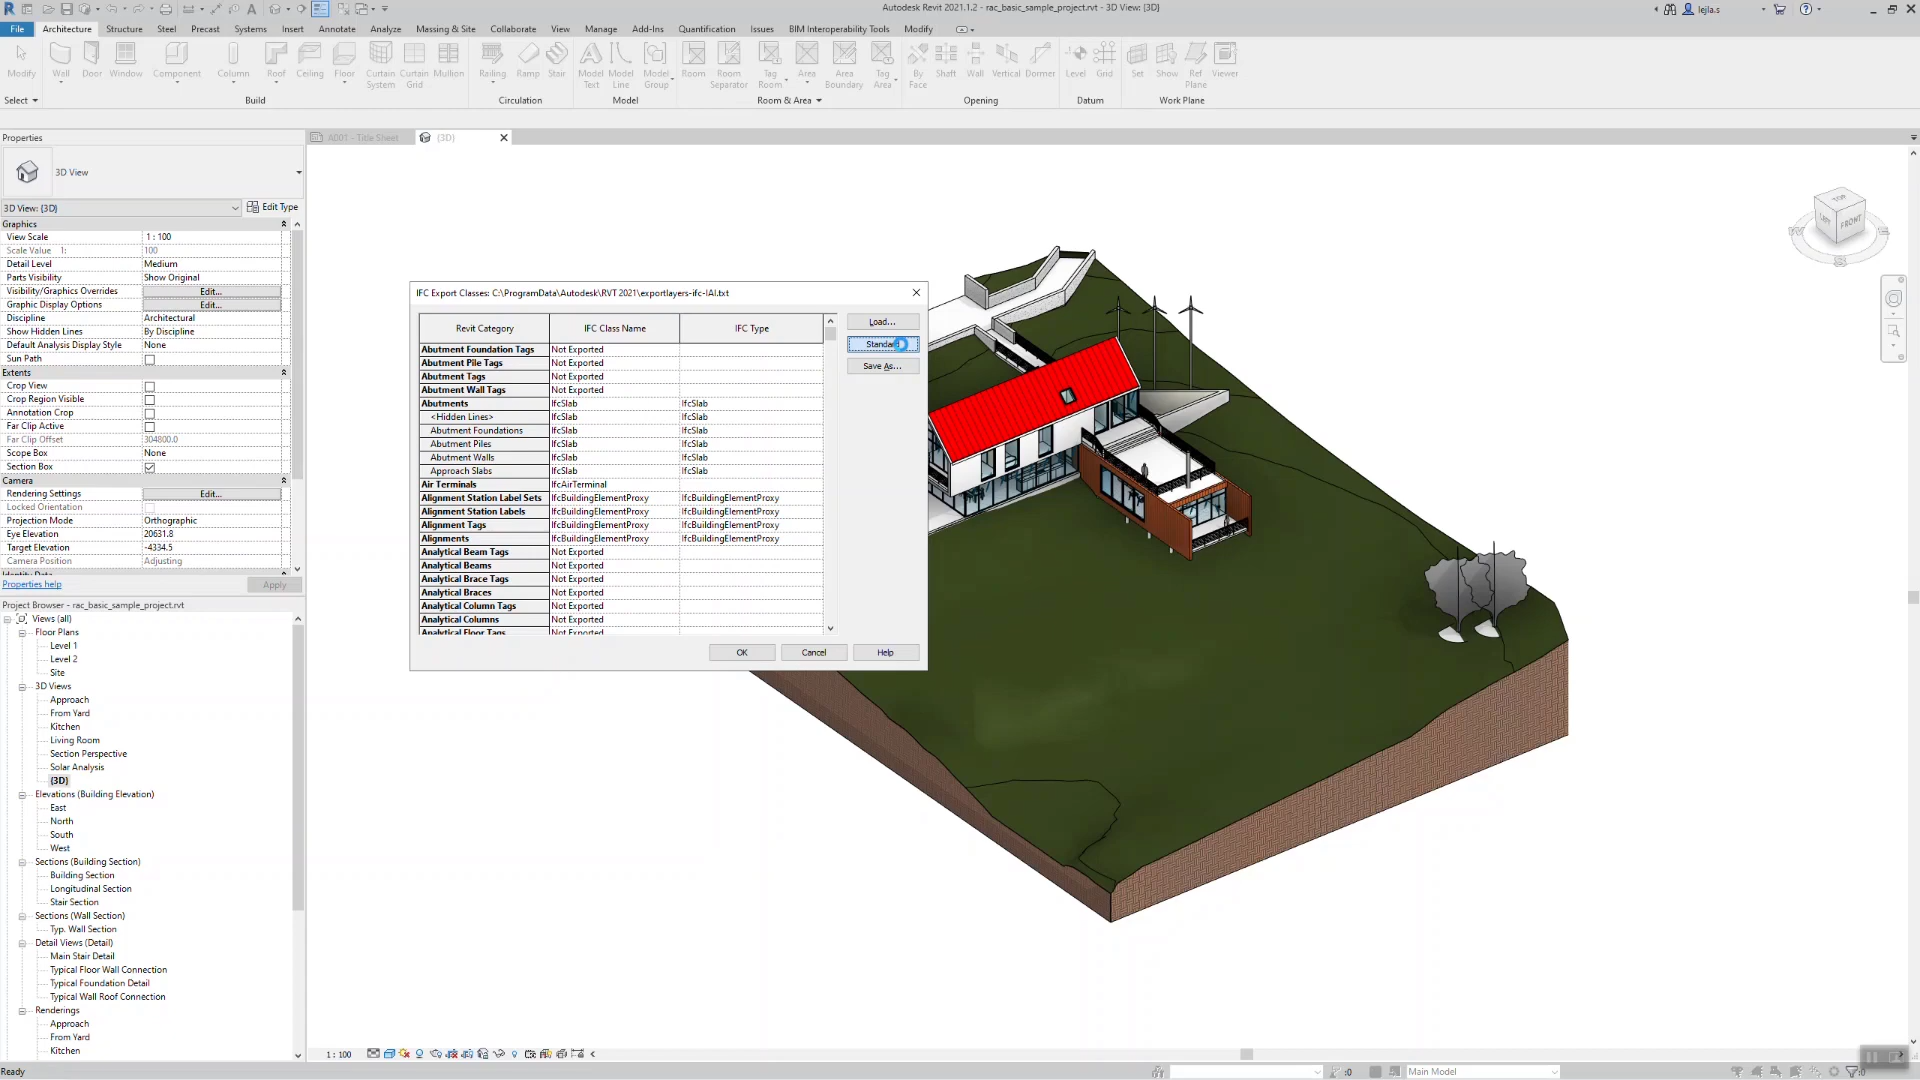 Autodesk Revit 2021.1.2 - rac_basic_sample_project.rvt - 3D View: {3D}
lejla.s
File Architecture Structure Steel Precast Systems Insert Annotate Analyze Massing & Site Collaborate View Manage Add-Ins Quantification Issues BIM Interoperability Tools Modify
Modify Wall Door Window Component Column Roof Ceiling Floor Curtain System Curtain Grid Mullion Railing Ramp Stair Model Text Model Line Model Group Room Room Separator Tag Room Area Area Boundary Tag Area By Face Shaft Wall Vertical Dormer Level Grid Set Show Ref Plane Viewer
Select Build Circulation Model Room & Area Opening Datum Work Plane
Properties
A001 - Title Sheet
{3D}
3D View
3D View: {3D}
Edit Type
Graphics
View Scale 1 : 100
Scale Value 1: 100
Detail Level Medium
Parts Visibility Show Original
Visibility/Graphics Overrides Edit...
Graphic Display Options Edit...
Discipline Architectural
Show Hidden Lines By Discipline
Default Analysis Display Style None
Sun Path
Extents
Crop View
Crop Region Visible
Annotation Crop
Far Clip Active
Far Clip Offset 304800.0
Scope Box None
Section Box
Camera
Rendering Settings Edit...
Locked Orientation
Projection Mode Orthographic
Eye Elevation 20631.8
Target Elevation -4334.5
Camera Position Adjusting
Identity Data
Properties help
Apply
Project Browser - rac_basic_sample_project.rvt
Views (all)
Floor Plans
Level 1
Level 2
Site
3D Views
Approach
From Yard
Kitchen
Living Room
Section Perspective
Solar Analysis
{3D}
Elevations (Building Elevation)
East
North
South
West
Sections (Building Section)
Building Section
Longitudinal Section
Stair Section
Sections (Wall Section)
Typ. Wall Section
Detail Views (Detail)
Main Stair Detail
Typical Floor Wall Connection
Typical Foundation Detail
Typical Wall Roof Connection
Renderings
Approach
From Yard
Kitchen
IFC Export Classes: C:\ProgramData\Autodesk\RVT 2021\exportlayers-ifc-IAI.txt
Revit Category IFC Class Name IFC Type
Abutment Foundation Tags Not Exported
Abutment Pile Tags Not Exported
Abutment Tags Not Exported
Abutment Wall Tags Not Exported
Abutments IfcSlab IfcSlab
<Hidden Lines> IfcSlab IfcSlab
Abutment Foundations IfcSlab IfcSlab
Abutment Piles IfcSlab IfcSlab
Abutment Walls IfcSlab IfcSlab
Approach Slabs IfcSlab IfcSlab
Air Terminals IfcAirTerminal
Alignment Station Label Sets IfcBuildingElementProxy IfcBuildingElementProxy
Alignment Station Labels IfcBuildingElementProxy IfcBuildingElementProxy
Alignment Tags IfcBuildingElementProxy IfcBuildingElementProxy
Alignments IfcBuildingElementProxy IfcBuildingElementProxy
Analytical Beam Tags Not Exported
Analytical Beams Not Exported
Analytical Brace Tags Not Exported
Analytical Braces Not Exported
Analytical Column Tags Not Exported
Analytical Columns Not Exported
Analytical Floor Tags Not Exported
Load...
Standard
Save As...
OK
Cancel
Help
TOP
LEFT
FRONT
W
S
E
1 : 100
Ready
:0
Main Model
:0